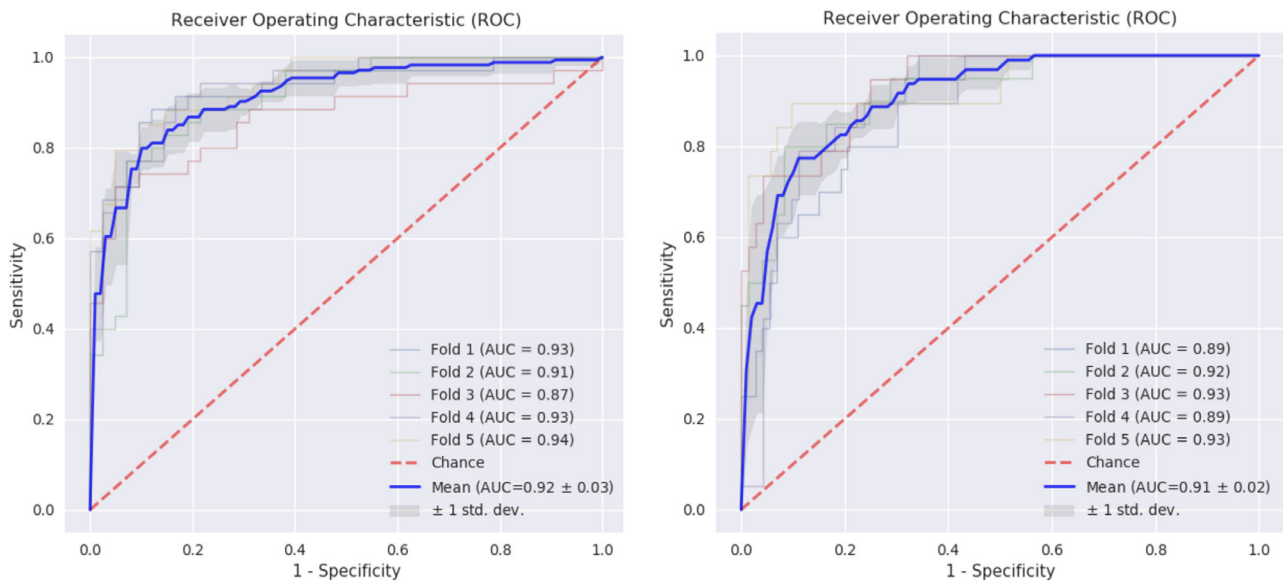 Receiver Operating Characteristic (ROC)
1.0
0.8
0.6
0.4
0.2
0.0
Sensitivity
Fold 1 (AUC = 0.93)
Fold 2 (AUC = 0.91)
Fold 3 (AUC = 0.87)
Fold 4 (AUC = 0.93)
Fold 5 (AUC = 0.94)
Chance
Mean (AUC=0.92 ± 0.03)
± 1 std. dev.
0.0 0.2 0.4 0.6 0.8 1.0
1 - Specificity
Receiver Operating Characteristic (ROC)
1.0
0.8
0.6
0.4
0.2
0.0
Sensitivity
Fold 1 (AUC = 0.89)
Fold 2 (AUC = 0.92)
Fold 3 (AUC = 0.93)
Fold 4 (AUC = 0.89)
Fold 5 (AUC = 0.93)
Chance
Mean (AUC=0.91 ± 0.02)
± 1 std. dev.
0.0 0.2 0.4 0.6 0.8 1.0
1 - Specificity